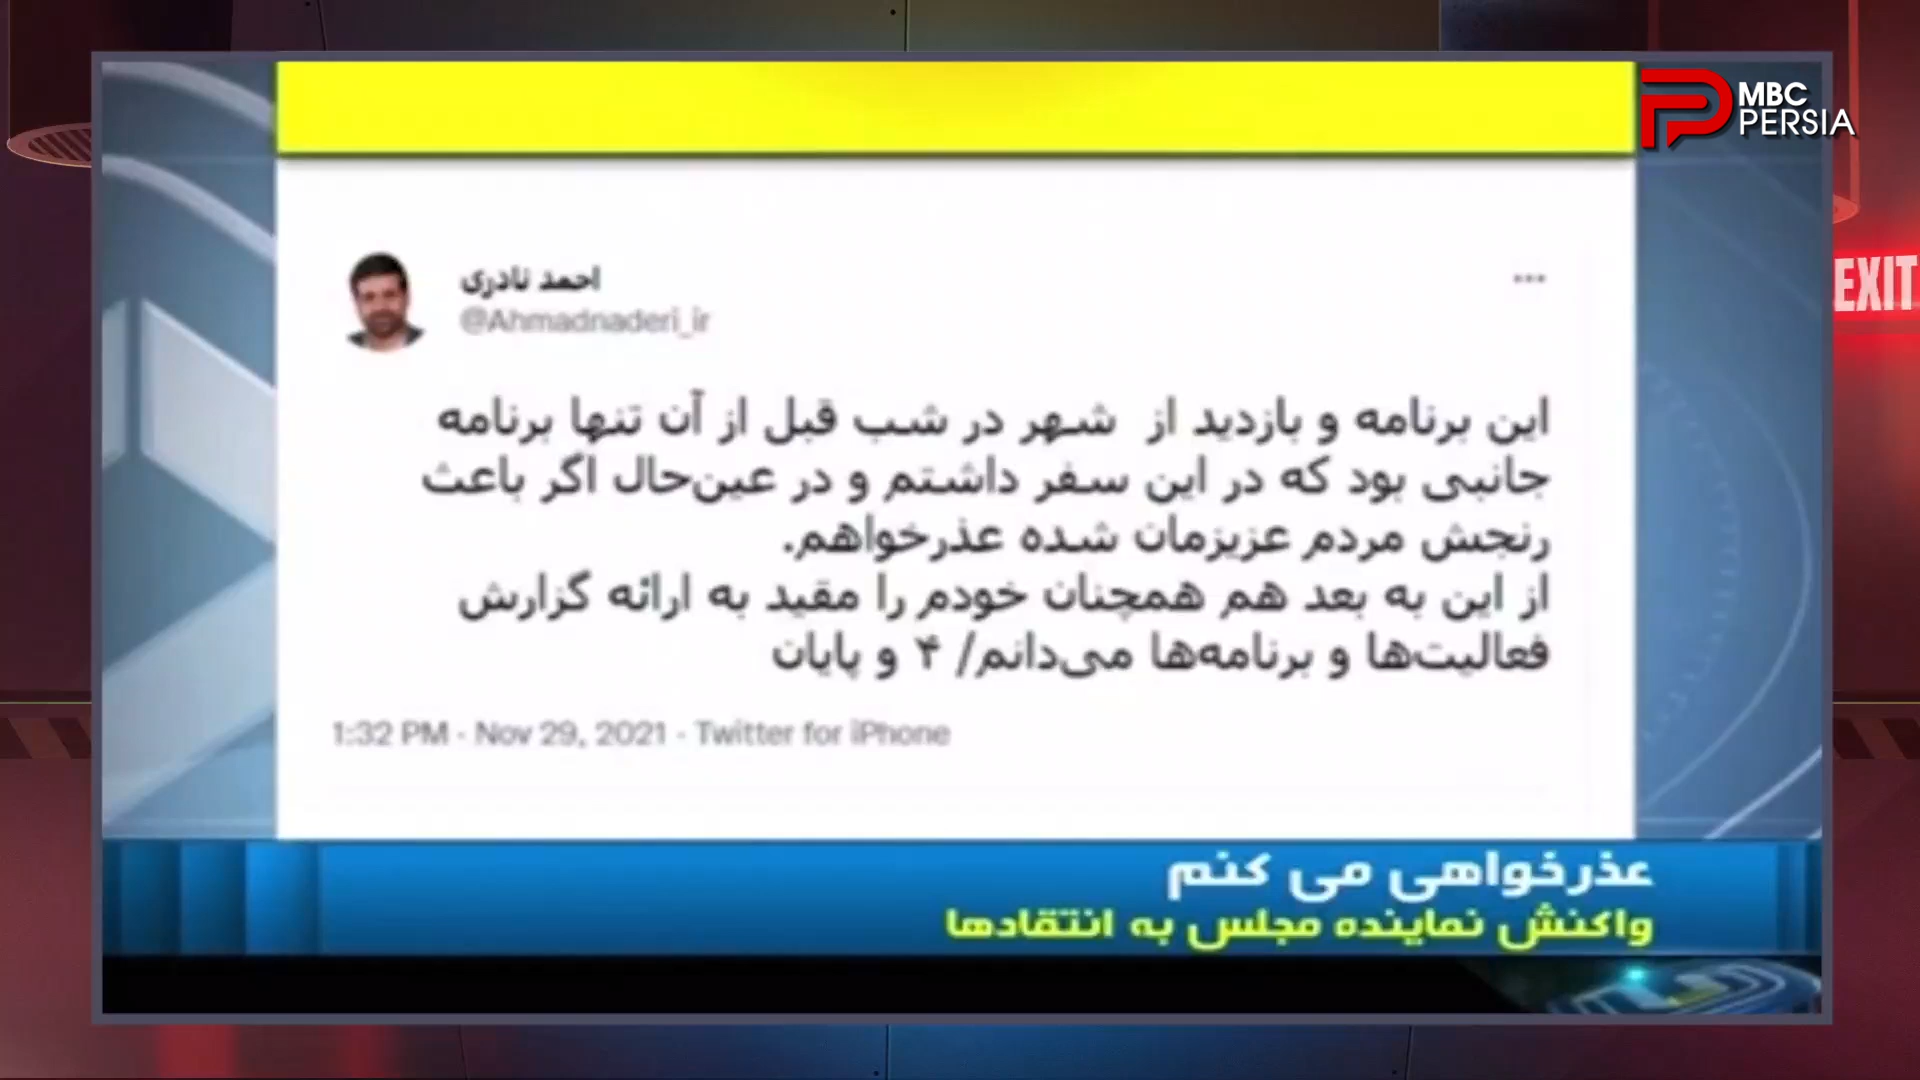 MBC
PERSIA
EXIT
احمد نادری
@Ahmadnaderi_ir
این برنامه و بازدید از شهر در شب قبل از آن تنها برنامه
جانبی بود که در این سفر داشتم و در عین‌حال اگر باعث
رنجش مردم عزیزمان شده عذرخواهم.
از این به بعد هم همچنان خودم را مقید به ارائه گزارش
فعالیت‌ها و برنامه‌ها می‌دانم/ ۴ و پایان
1:32 PM · Nov 29, 2021 · Twitter for iPhone
عذرخواهی می کنم
واکنش نماینده مجلس به انتقادها